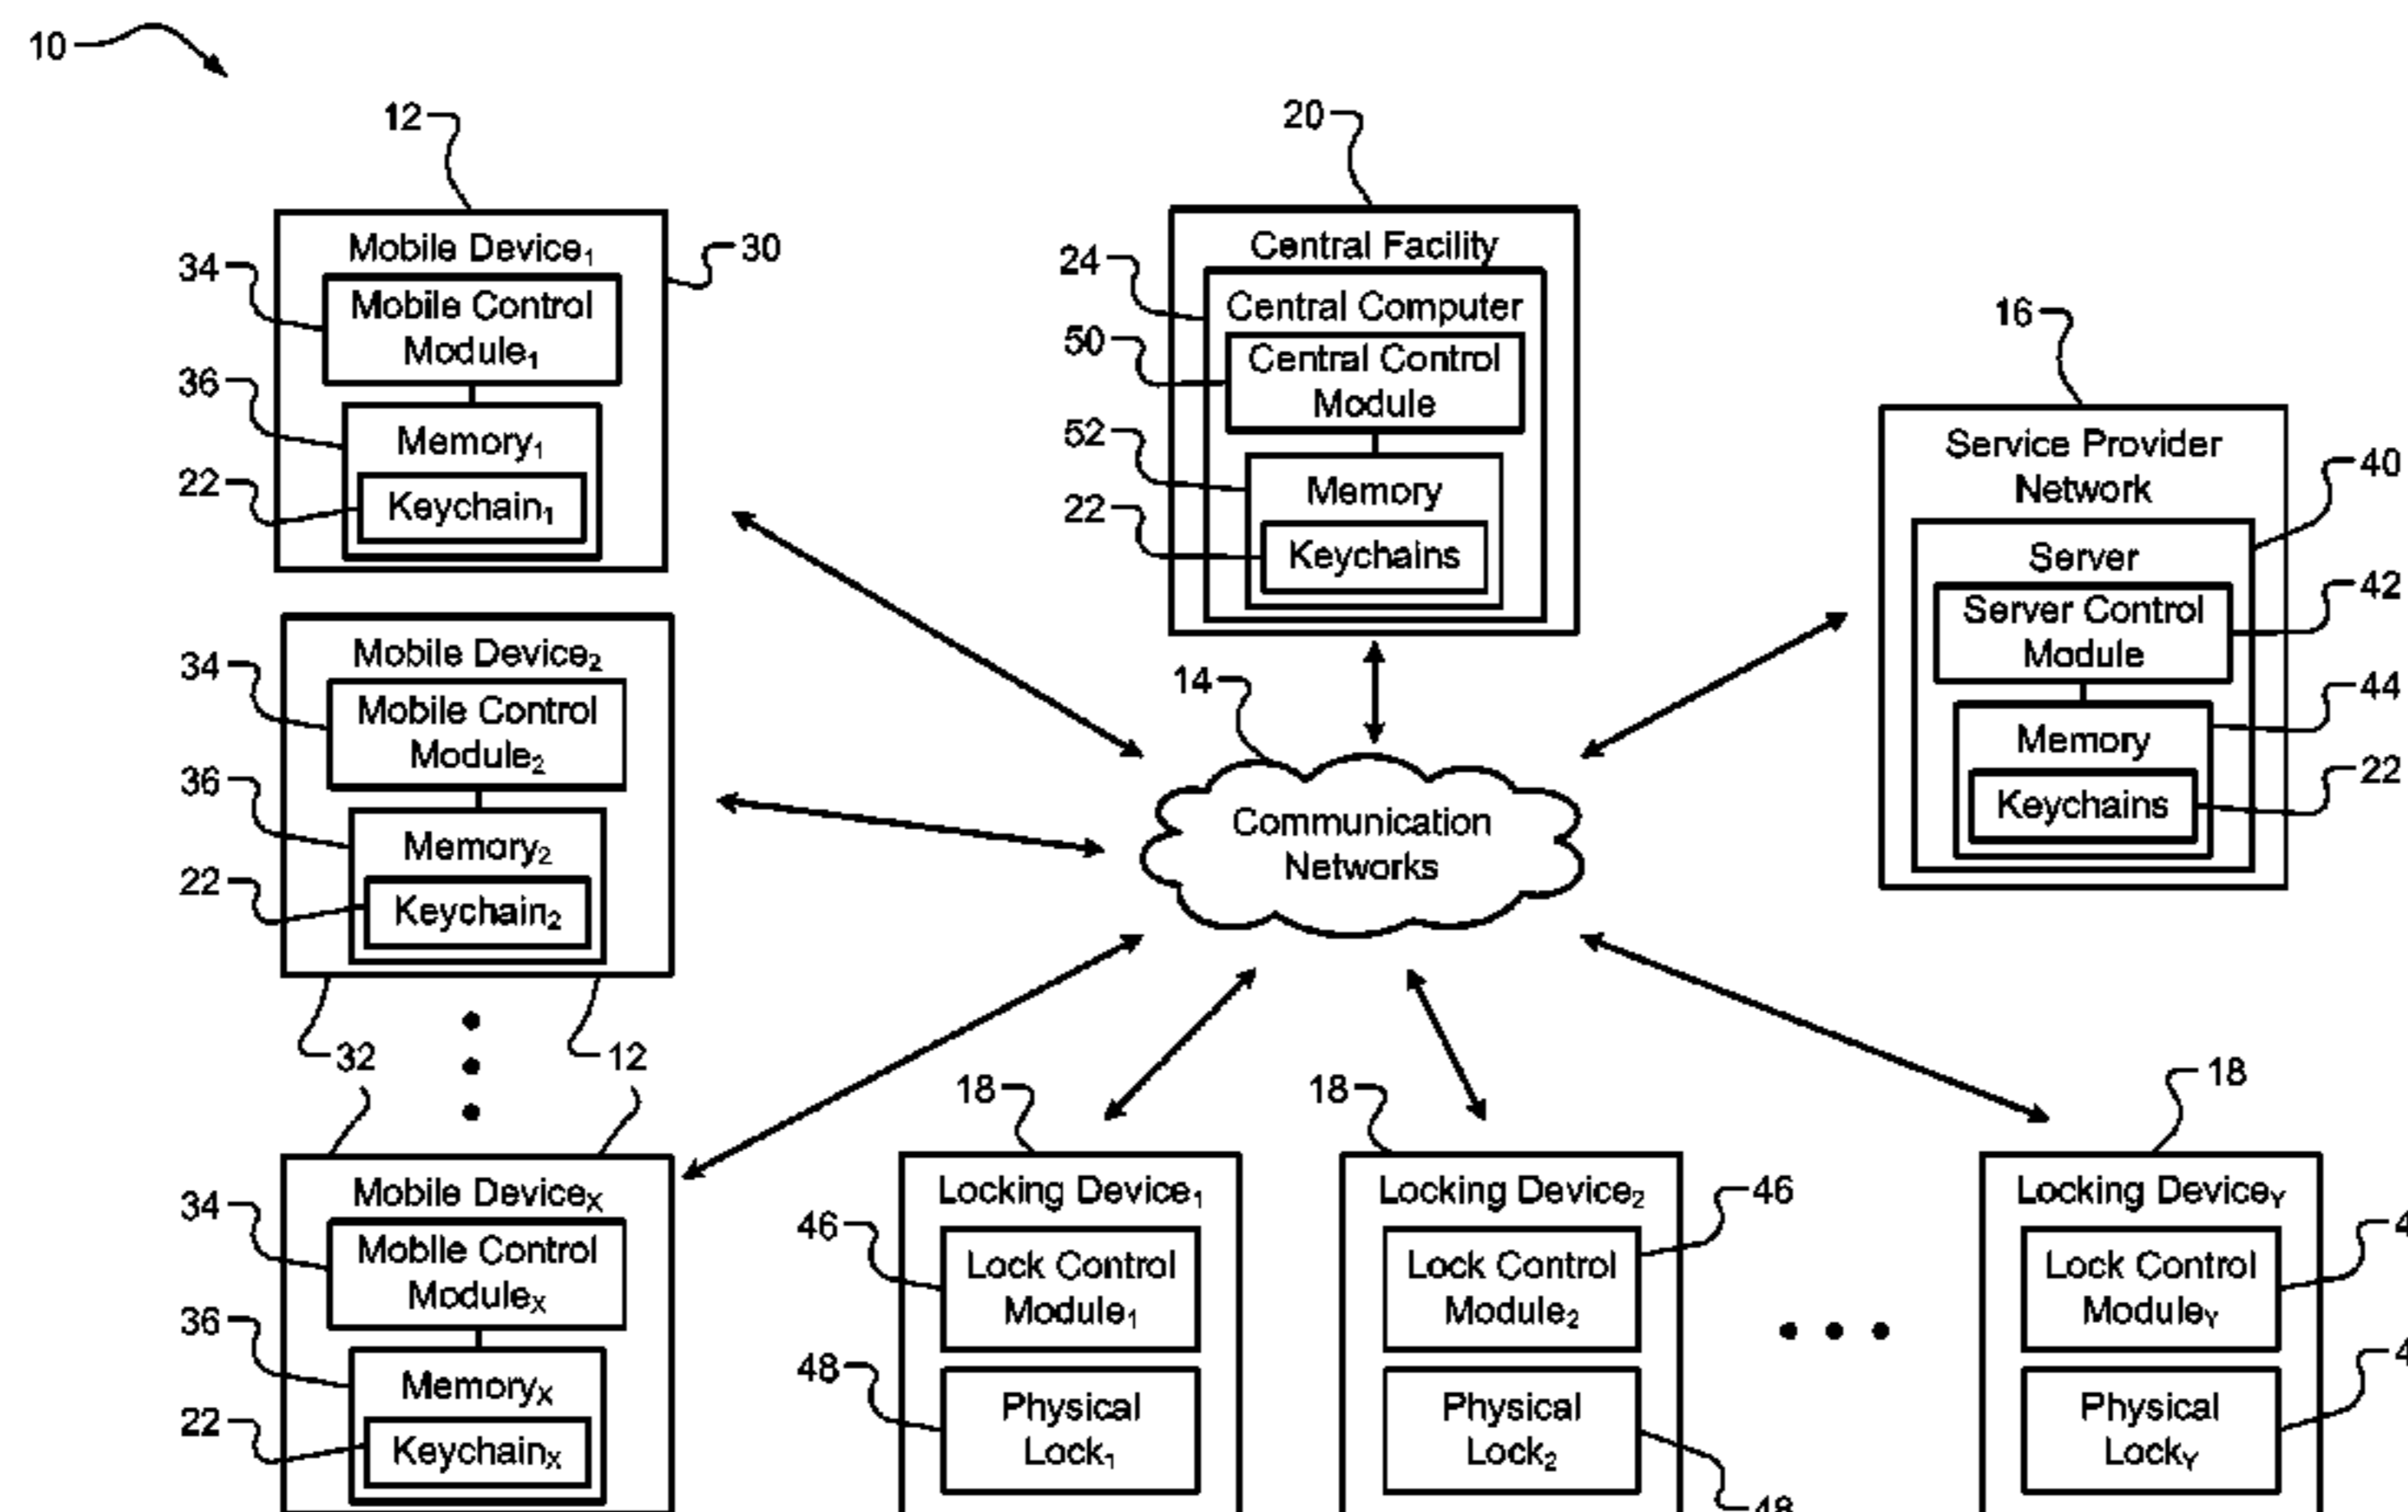 10
12
Mobile Device₁
30
34
Mobile Control
Module₁
36
Memory₁
22
Keychain₁
20
Central Facility
24
Central Computer
50
Central Control
Module
52
Memory
22
Keychains
16
Service Provider
Network
40
Server
42
Server Control
Module
44
Memory
22
Keychains
Mobile Device₂
34
Mobile Control
Module₂
36
Memory₂
22
Keychain₂
32
12
14
Communication
Networks
Mobile Deviceₓ
34
Mobile Control
Moduleₓ
36
Memoryₓ
22
Keychainₓ
18
Locking Device₁
46
Lock Control
Module₁
48
Physical
Lock₁
18
Locking Device₂
46
Lock Control
Module₂
Physical
Lock₂
48
18
Locking DeviceY
Lock Control
ModuleY
Physical
LockY